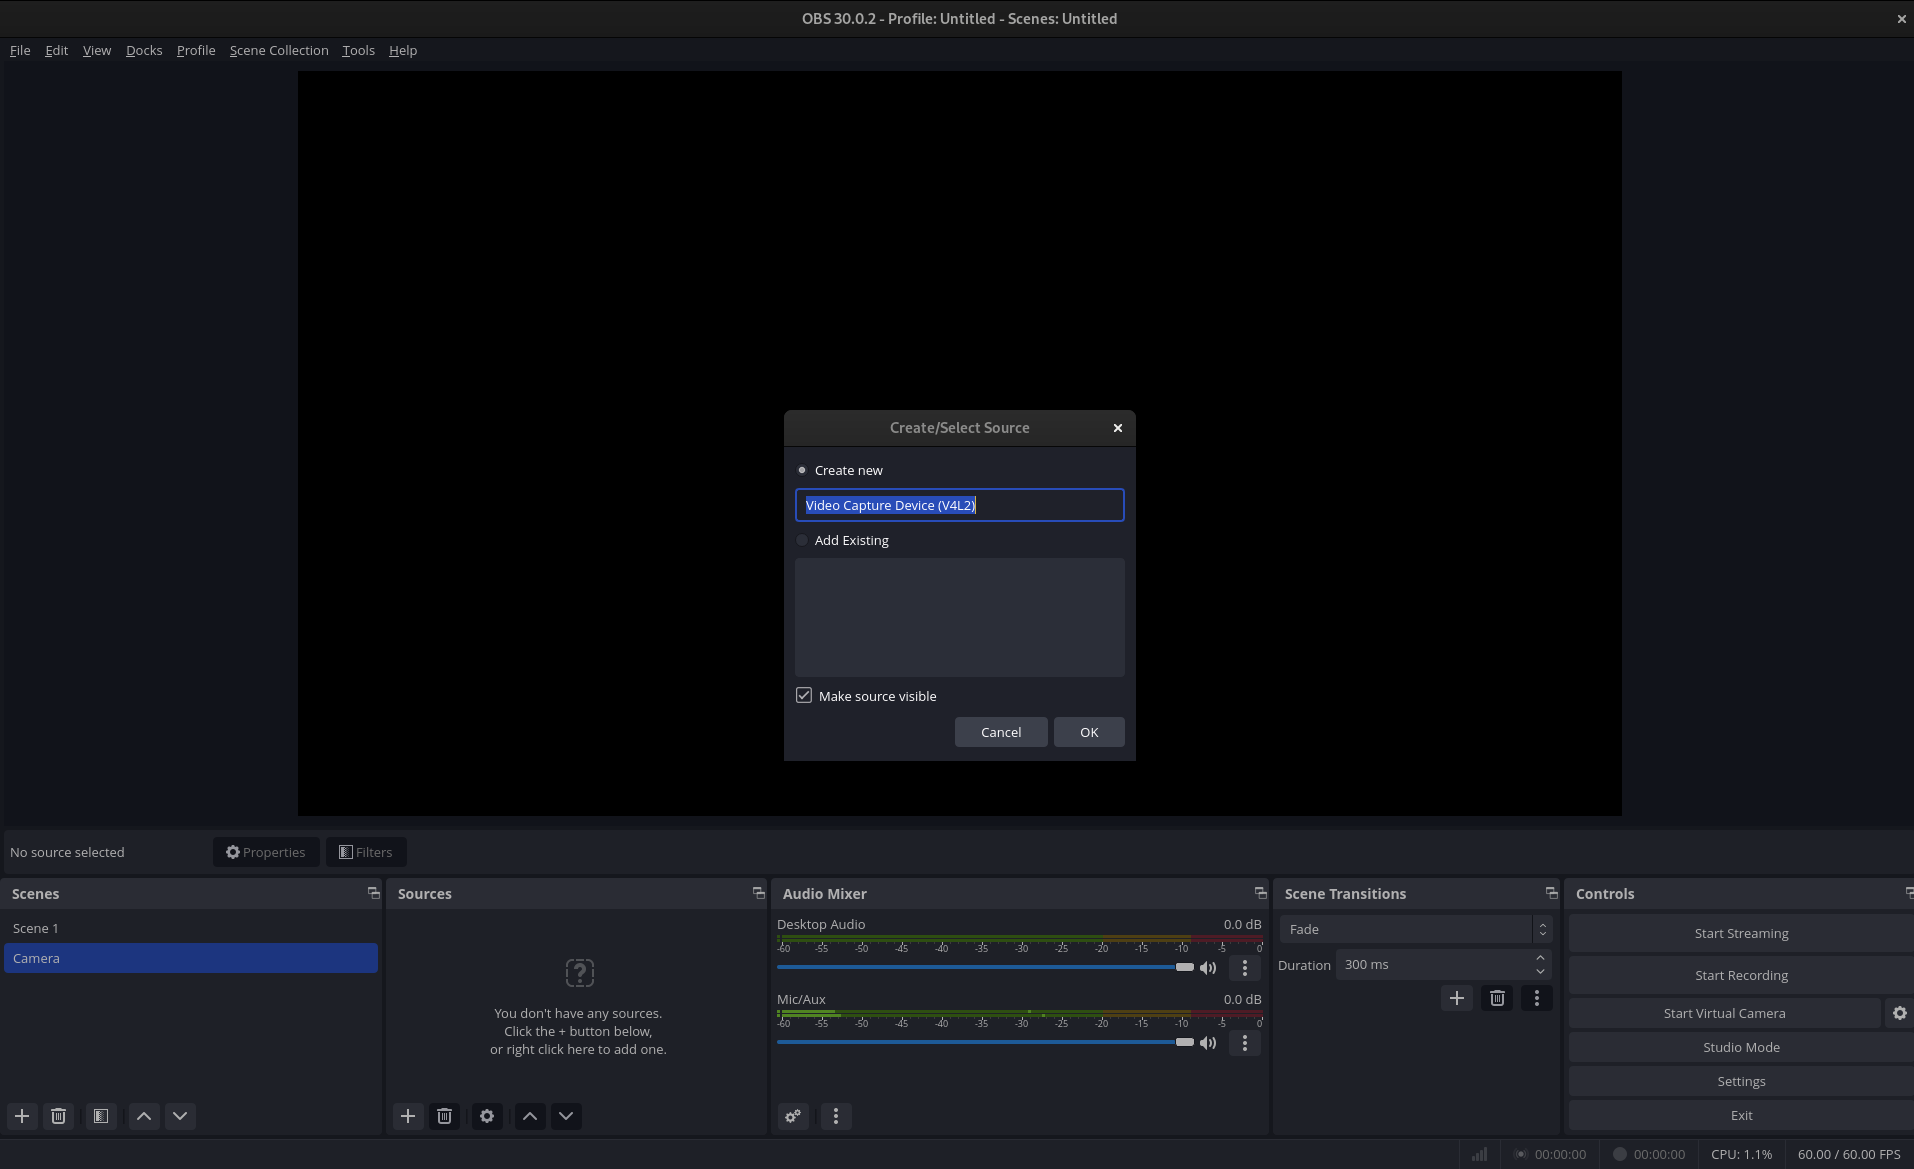 OBS 30.0.2 - Profile: Untitled - Scenes: Untitled
File Edit View Docks Profile Scene Collection Tools Help
Create/Select Source
Create new
Video Capture Device (V4L2)
Add Existing
Make source visible
Cancel OK
No source selected Properties Filters
Scenes
Scene 1
Camera
Sources
You don't have any sources.
Click the + button below,
or right click here to add one.
Audio Mixer
Desktop Audio 0.0 dB
-60 -55 -50 -45 -40 -35 -30 -25 -20 -15 -10 -5 0
Mic/Aux 0.0 dB
-60 -55 -50 -45 -40 -35 -30 -25 -20 -15 -10 -5 0
Scene Transitions
Fade
Duration 300 ms
Controls
Start Streaming
Start Recording
Start Virtual Camera
Studio Mode
Settings
Exit
00:00:00 00:00:00 CPU: 1.1% 60.00 / 60.00 FPS